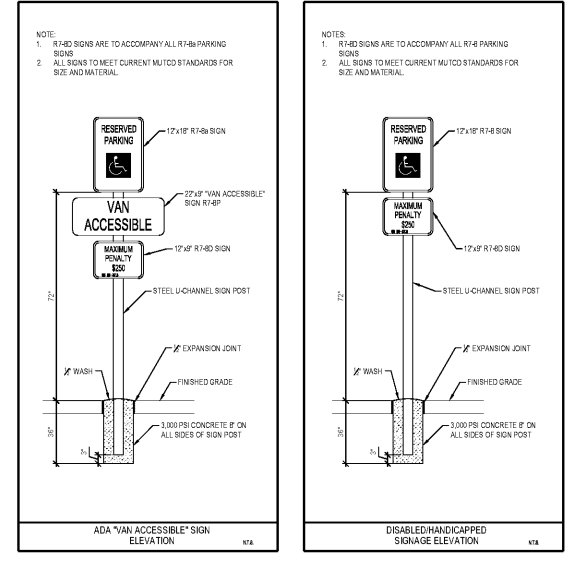 NOTE:
1. R7-8D SIGNS ARE TO ACCOMPANY ALL R7-8a PARKING
SIGNS
2. ALL SIGNS TO MEET CURRENT MUTCD STANDARDS FOR
SIZE AND MATERIAL.
RESERVED
PARKING
12"x18" R7-8a SIGN
22"x9" "VAN ACCESSIBLE"
SIGN R7-8P
VAN
ACCESSIBLE
MAXIMUM
PENALTY
$250
12"x9" R7-8D SIGN
72"
STEEL U-CHANNEL SIGN POST
½" EXPANSION JOINT
½" WASH
FINISHED GRADE
36"
3,000 PSI CONCRETE 8" ON
ALL SIDES OF SIGN POST
ADA "VAN ACCESSIBLE" SIGN
ELEVATION
N.T.S.
NOTES:
1. R7-8D SIGNS ARE TO ACCOMPANY ALL R7-8 PARKING
SIGNS
2. ALL SIGNS TO MEET CURRENT MUTCD STANDARDS FOR
SIZE AND MATERIAL.
RESERVED
PARKING
12"x18" R7-8 SIGN
MAXIMUM
PENALTY
$250
12"x9" R7-8D SIGN
72"
STEEL U-CHANNEL SIGN POST
½" EXPANSION JOINT
½" WASH
FINISHED GRADE
36"
3,000 PSI CONCRETE 8" ON
ALL SIDES OF SIGN POST
DISABLED/HANDICAPPED
SIGNAGE ELEVATION
N.T.S.